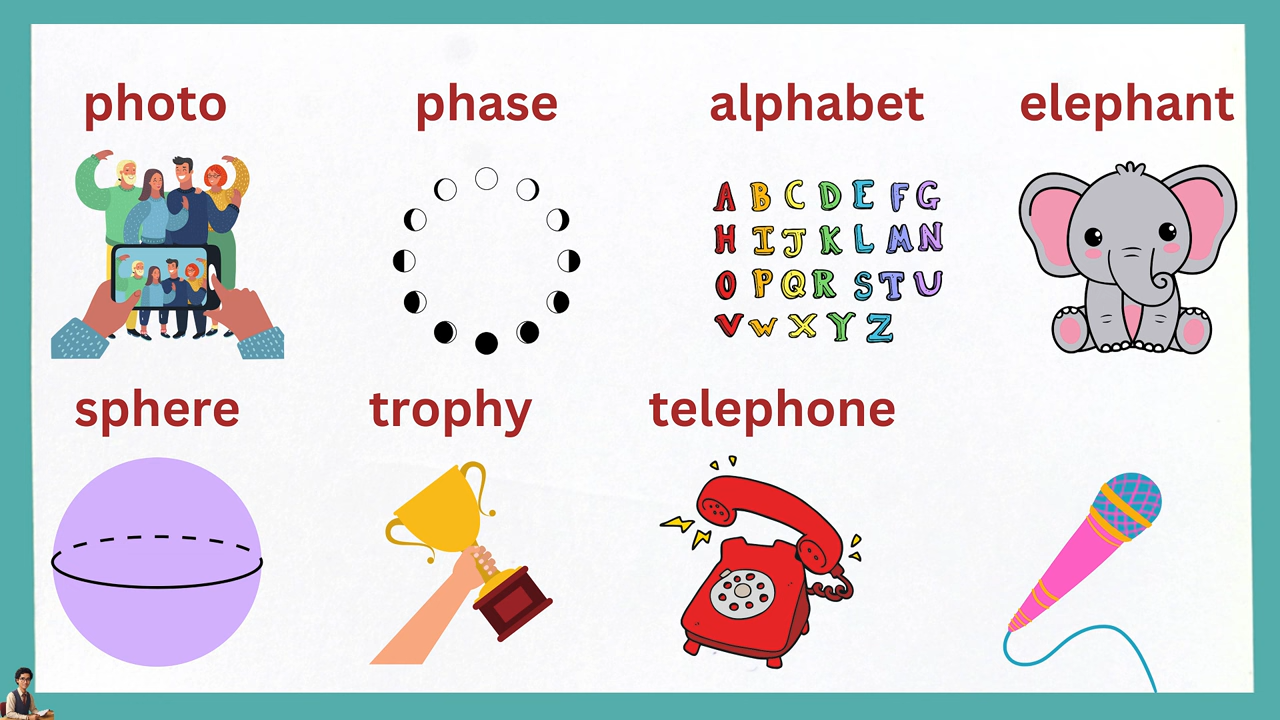 photo phase alphabet elephant
A B C D E F G
H I J K L M N
O P Q R S T U
V W X Y Z
sphere trophy telephone